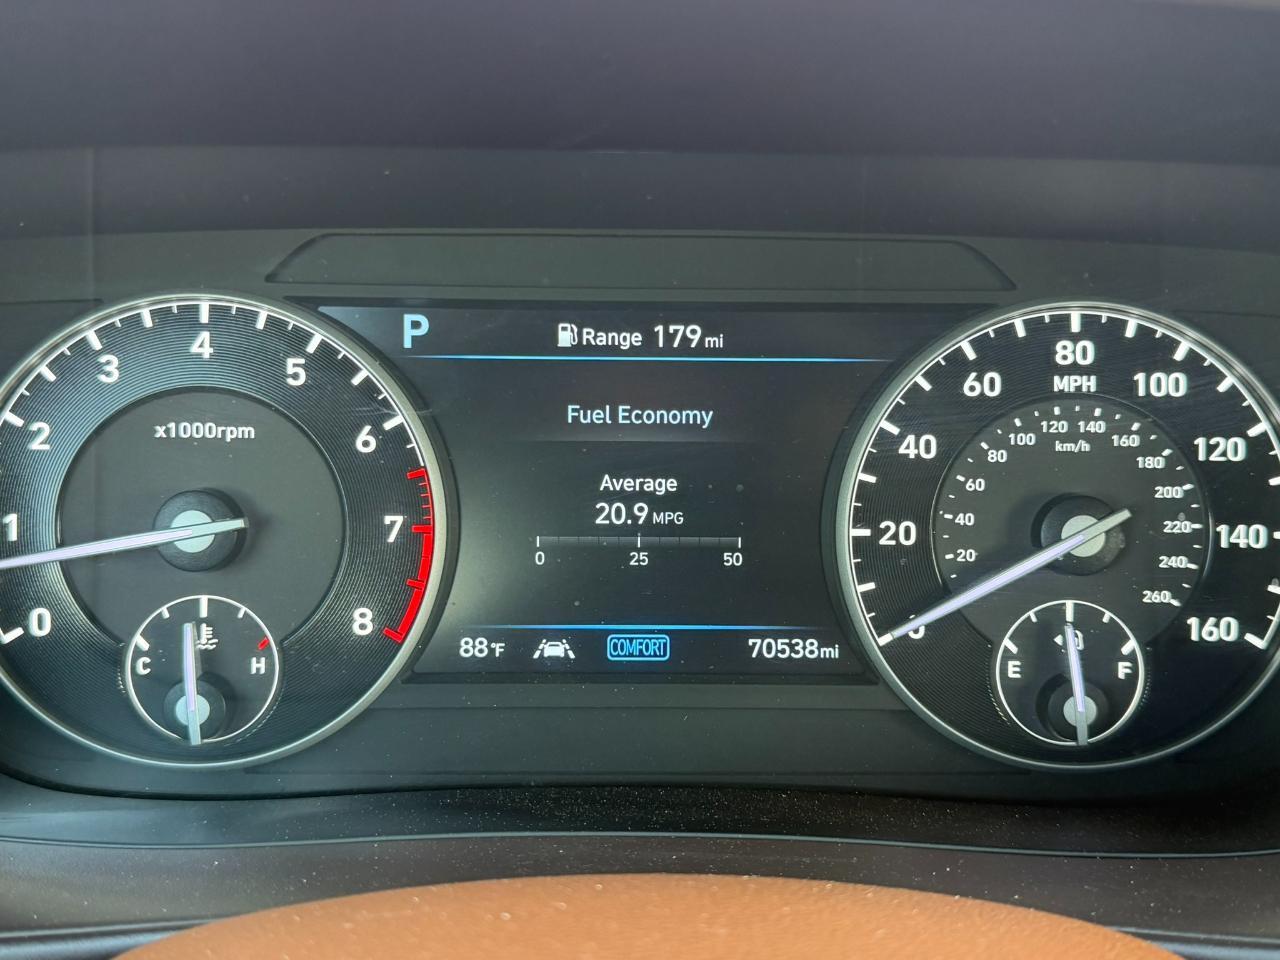 P
Range 179 mi
Fuel Economy
Average
20.9 MPG
0 25 50
88°F
COMFORT
70538 mi
0 1 2 3 4 5 6 7 8
x1000rpm
C H
0 20 40 60 80 100 120 140 160
MPH
20 40 60 80 100 120 140 160 180 200 220 240 260
km/h
E F